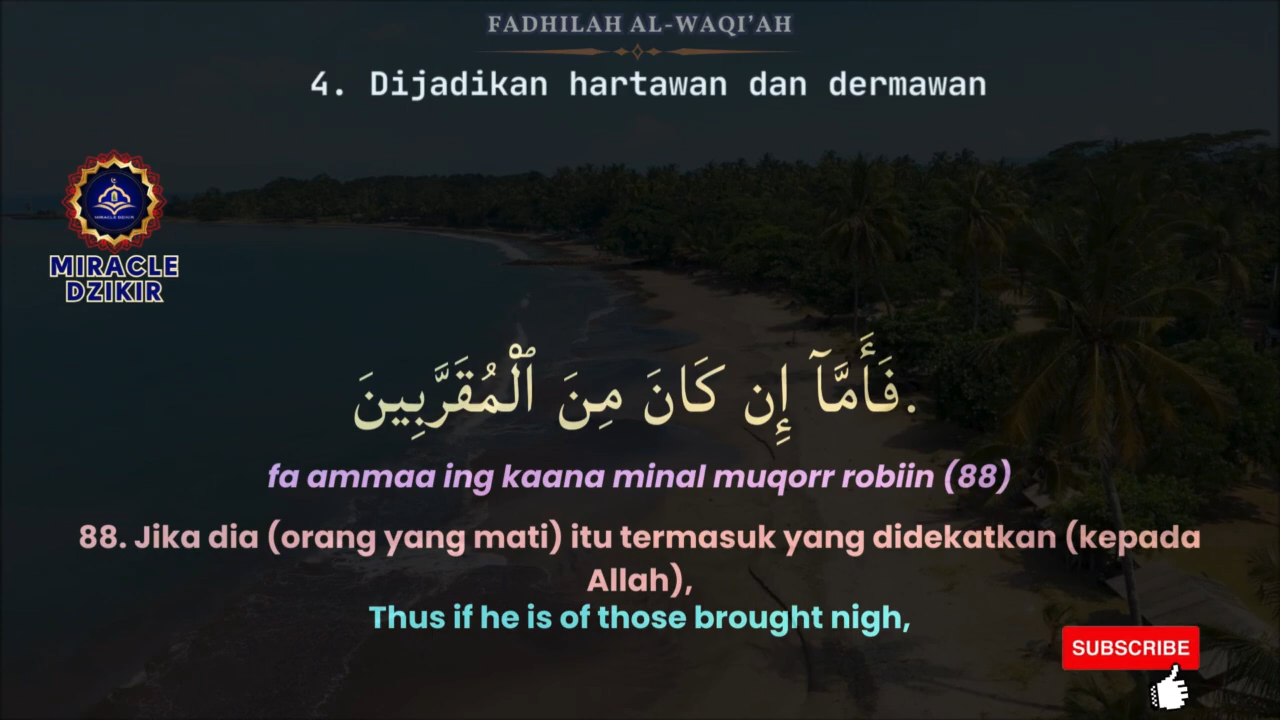 FADHILAH AL-WAQI’AH
4. Dijadikan hartawan dan dermawan
MIRACLE
DZIKIR
فَأَمَّآ إِن كَانَ مِنَ ٱلْمُقَرَّبِينَ.
fa ammaa ing kaana minal muqorr robiin (88)
88. Jika dia (orang yang mati) itu termasuk yang didekatkan (kepada
Allah),
Thus if he is of those brought nigh,
SUBSCRIBE